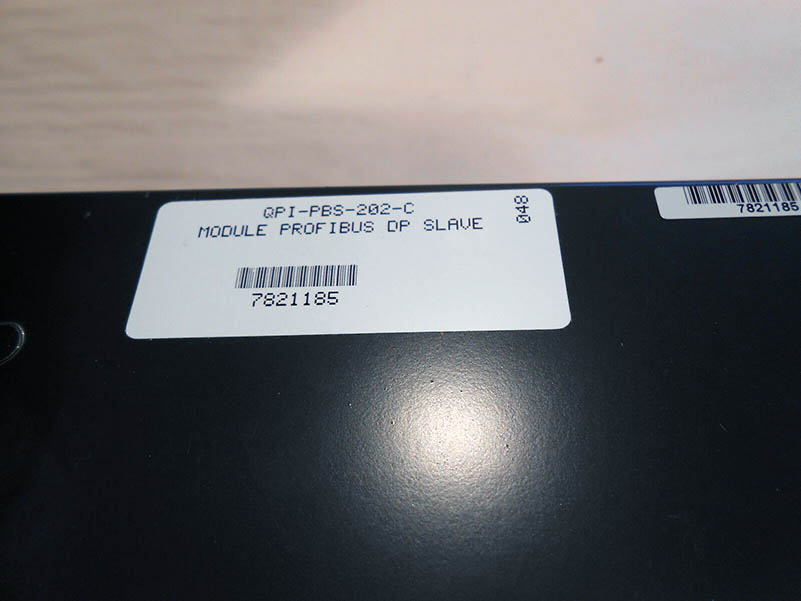 QPI-PBS-202-C
MODULE PROFIBUS DP SLAVE
048
7821185
7821185